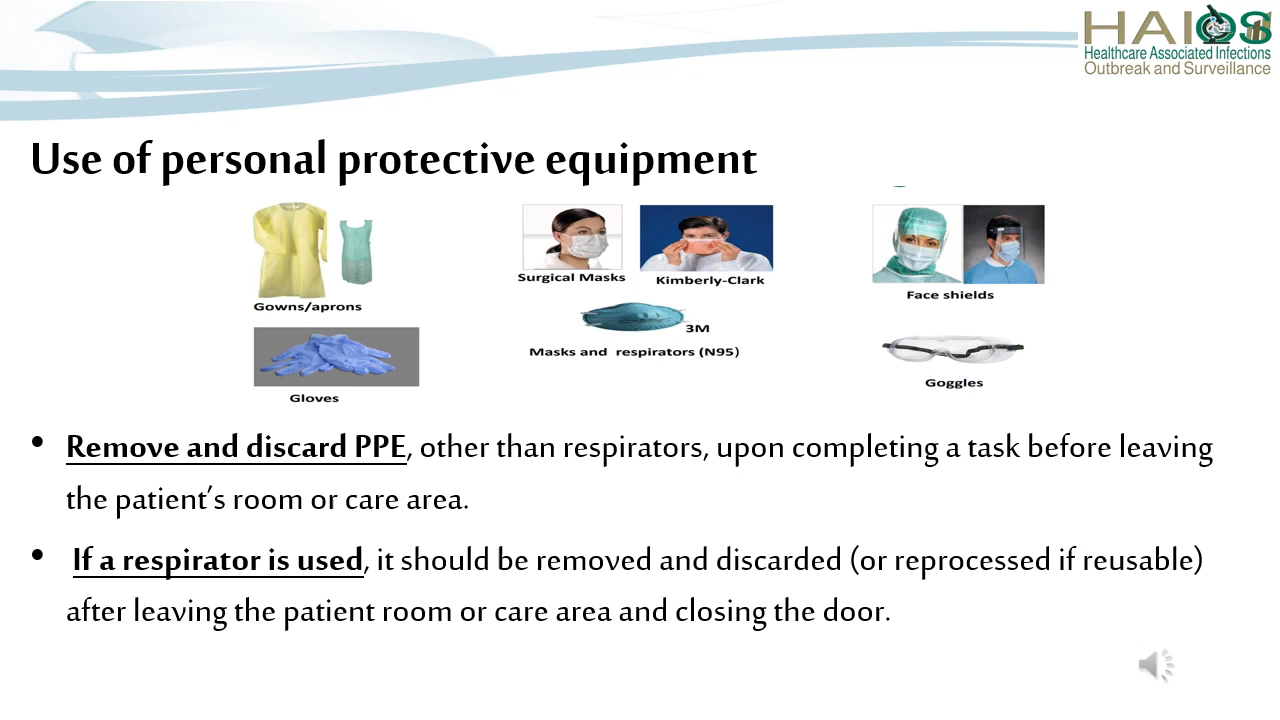 HAIOS
Healthcare Associated Infections
Outbreak and Surveillance
Use of personal protective equipment
Gowns/aprons
Gloves
Surgical Masks
Kimberly-Clark
3M
Masks and respirators (N95)
Face shields
Goggles
• Remove and discard PPE, other than respirators, upon completing a task before leaving
the patient’s room or care area.
• If a respirator is used, it should be removed and discarded (or reprocessed if reusable)
after leaving the patient room or care area and closing the door.